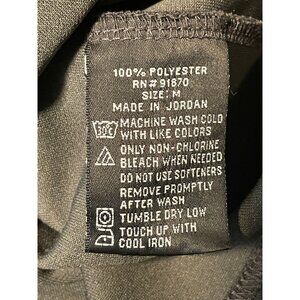 100% POLYESTER
RN# 91870
SIZE: M
MADE IN JORDAN
30C MACHINE WASH COLD
WITH LIKE COLORS
ONLY NON-CHLORINE
BLEACH WHEN NEEDED
DO NOT USE SOFTENERS
REMOVE PROMPTLY
AFTER WASH
TUMBLE DRY LOW
TOUCH UP WITH
COOL IRON